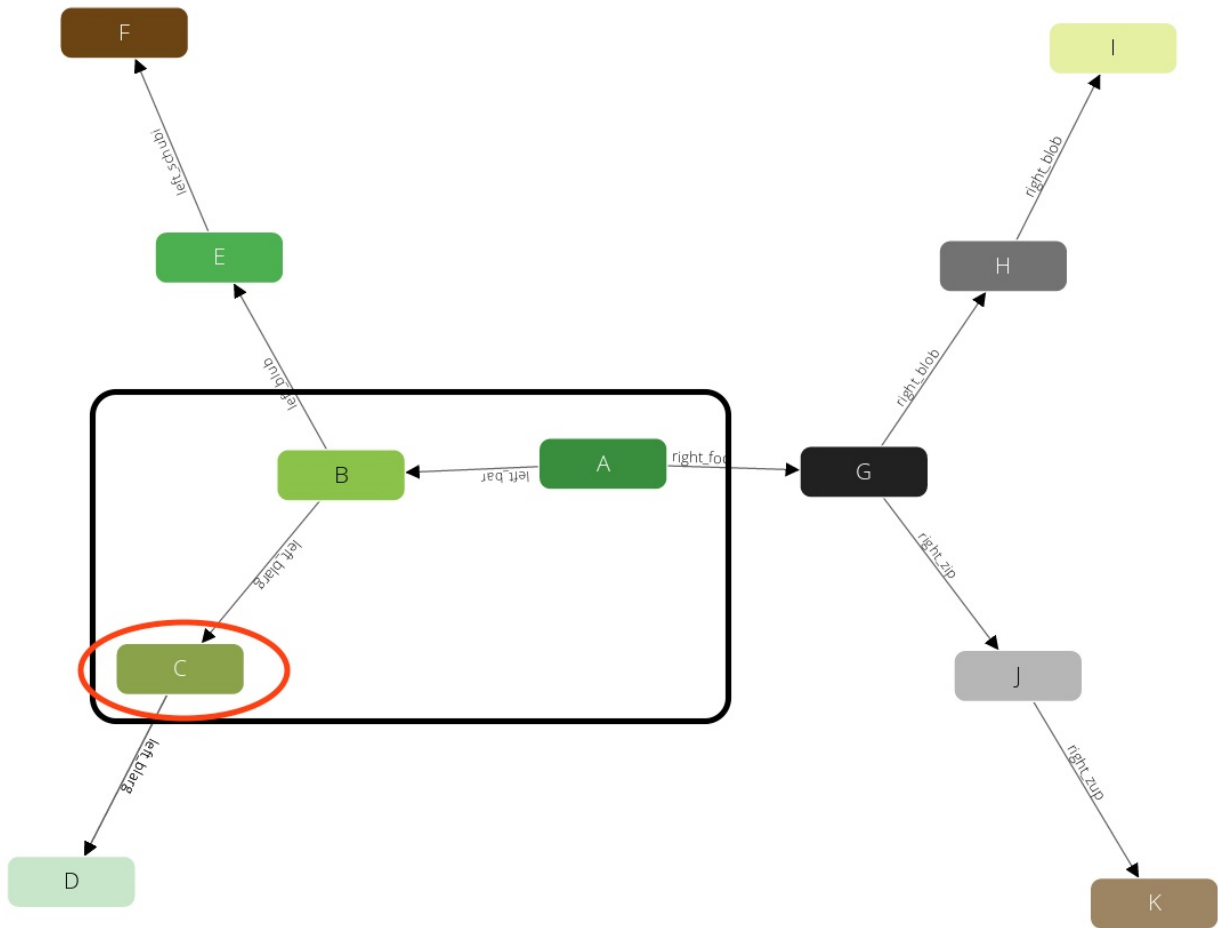 F
I
left_schubi
right_blob
E
H
left_blub
right_blob
B
A
right_foo
G
left_bar
left_blarg
right_zip
C
J
left_blarg
right_zup
D
K